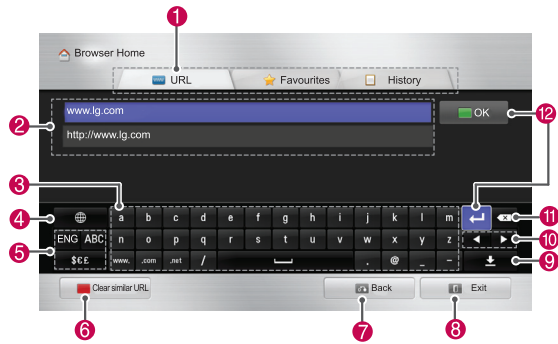 1
Browser Home
URL Favourites History
2 www.lg.com OK 12
http://www.lg.com
3
4 a b c d e f g h i j k l m 11
5 ENG ABC n o p q r s t u v w x y z 10
$€£ www. .com .net / . @ _ - 9
Clear similar URL Back Exit
6 7 8